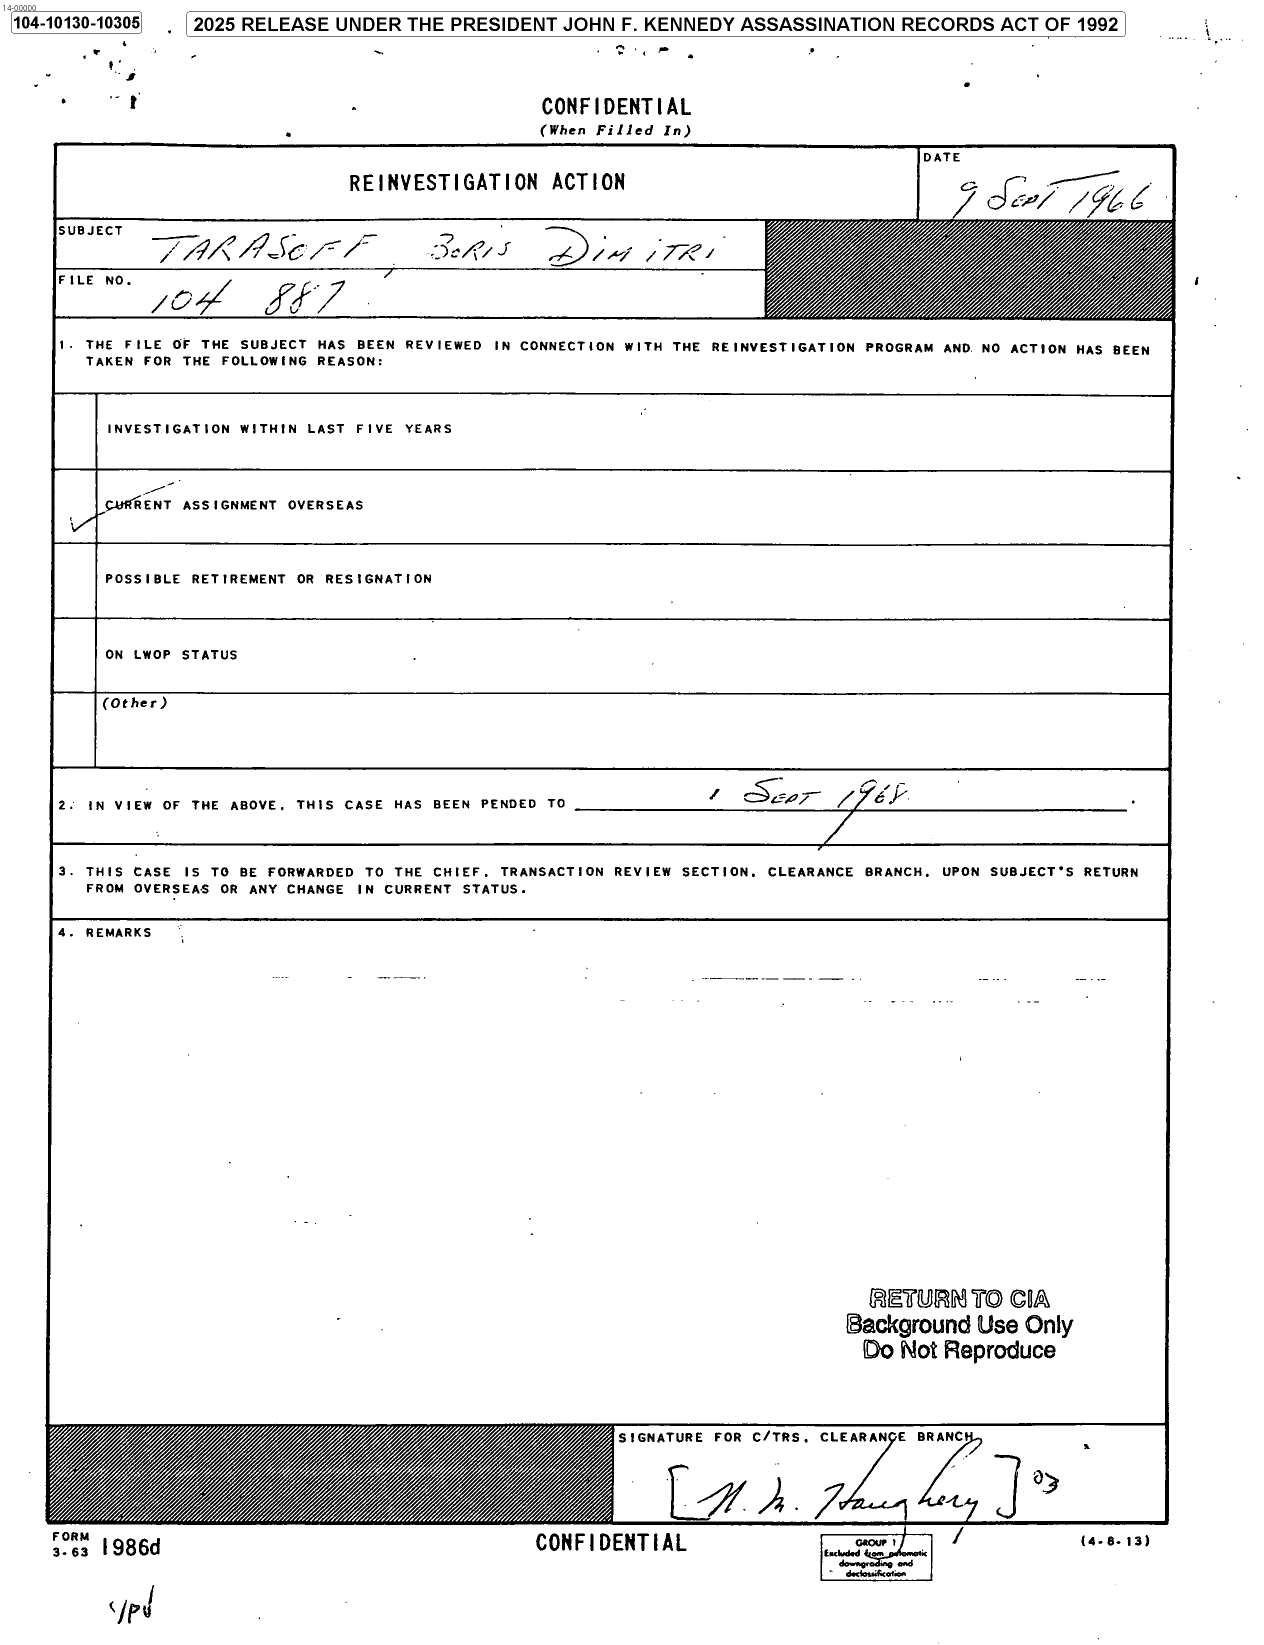 14-00000
104-10130-10305
2025 RELEASE UNDER THE PRESIDENT JOHN F. KENNEDY ASSASSINATION RECORDS ACT OF 1992
CONFIDENTIAL
(When Filled In)
REINVESTIGATION ACTION
DATE
9 SEPT 1966
SUBJECT
TARASOFF, BORIS DIMITRI
FILE NO.
104 887
1. THE FILE OF THE SUBJECT HAS BEEN REVIEWED IN CONNECTION WITH THE REINVESTIGATION PROGRAM AND NO ACTION HAS BEEN
TAKEN FOR THE FOLLOWING REASON:
INVESTIGATION WITHIN LAST FIVE YEARS
CURRENT ASSIGNMENT OVERSEAS
POSSIBLE RETIREMENT OR RESIGNATION
ON LWOP STATUS
(Other)
2. IN VIEW OF THE ABOVE, THIS CASE HAS BEEN PENDED TO 1 SEPT 1968.
3. THIS CASE IS TO BE FORWARDED TO THE CHIEF, TRANSACTION REVIEW SECTION, CLEARANCE BRANCH, UPON SUBJECT'S RETURN
FROM OVERSEAS OR ANY CHANGE IN CURRENT STATUS.
4. REMARKS
RETURN TO CIA
Background Use Only
Do Not Reproduce
SIGNATURE FOR C/TRS, CLEARANCE BRANCH
[N. M. Haughery] 03
FORM
3-63 1986d
CONFIDENTIAL
GROUP 1
Excluded from automatic
downgrading and
declassification
(4-8-13)